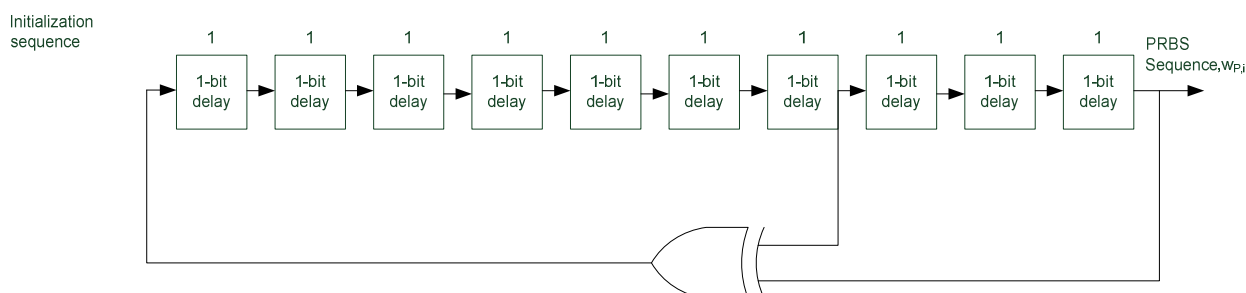 Initialization
sequence
1 1 1 1 1 1 1 1 1 1
PRBS
Sequence,wP,i
1-bit delay
1-bit delay
1-bit delay
1-bit delay
1-bit delay
1-bit delay
1-bit delay
1-bit delay
1-bit delay
1-bit delay